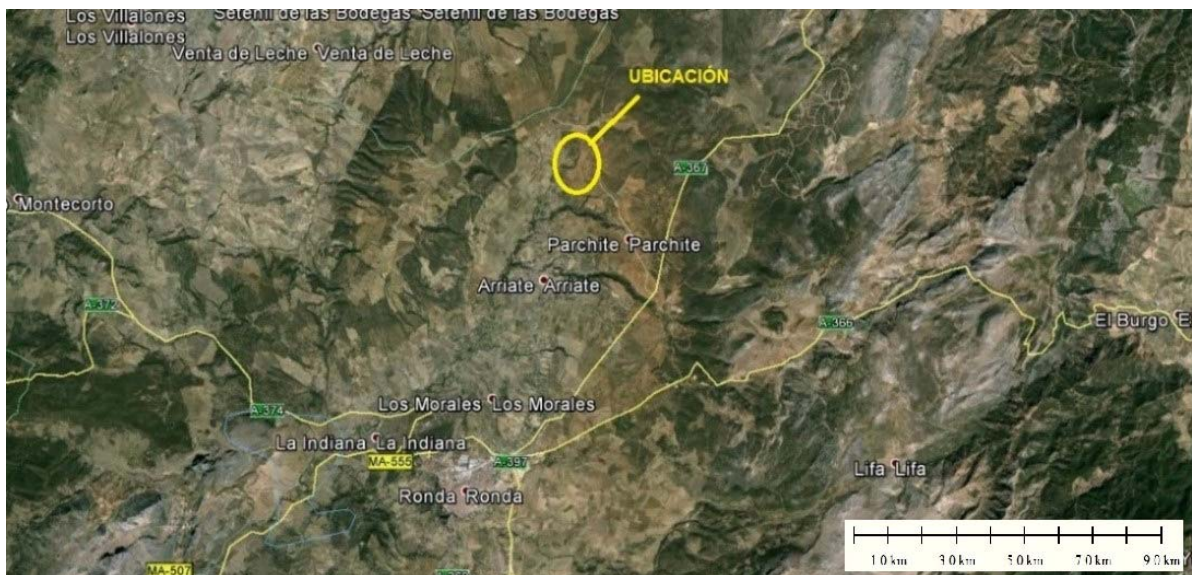 Los Villalones
Setenil de las Bodegas Setenil de las Bodegas
Los Villalones
Venta de Leche Venta de Leche
UBICACIÓN
A-367
Montecorto
Parchite Parchite
Arriate Arriate
A-372
A-366
El Burgo E
Los Morales Los Morales
A-374
La Indiana La Indiana
MA-555
A-397
Lifa Lifa
Ronda Ronda
1.0 km 3.0 km 5.0 km 7.0 km 9.0 km
MA-507